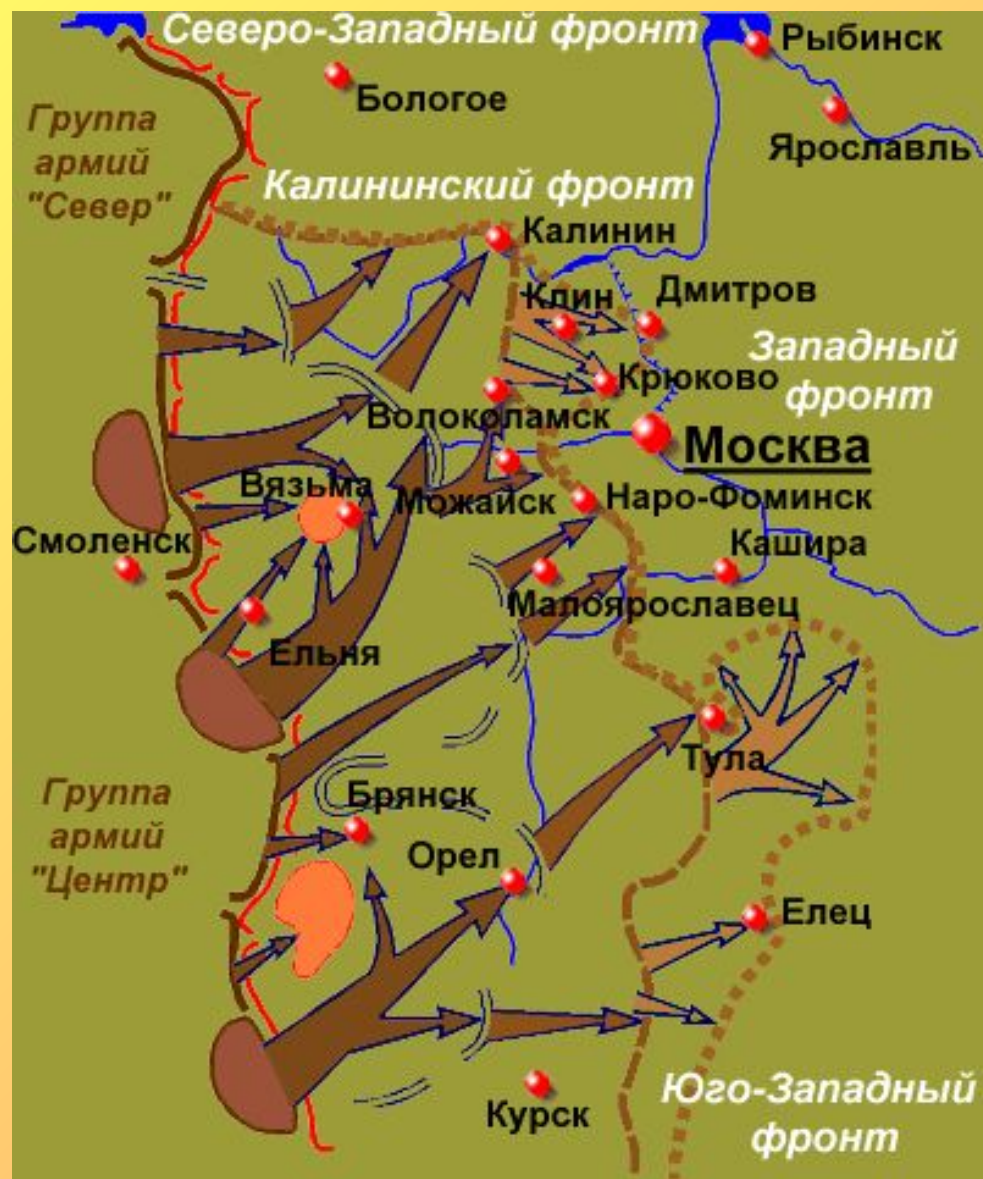 Северо-Западный фронт
Рыбинск
Бологое
Группа
армий
"Север"
Ярославль
Калининский фронт
Калинин
Клин
Дмитров
Западный
фронт
Крюково
Волоколамск
Москва
Вязьма
Можайск
Наро-Фоминск
Смоленск
Кашира
Малоярославец
Ельня
Тула
Группа
армий
"Центр"
Брянск
Орел
Елец
Юго-Западный
фронт
Курск